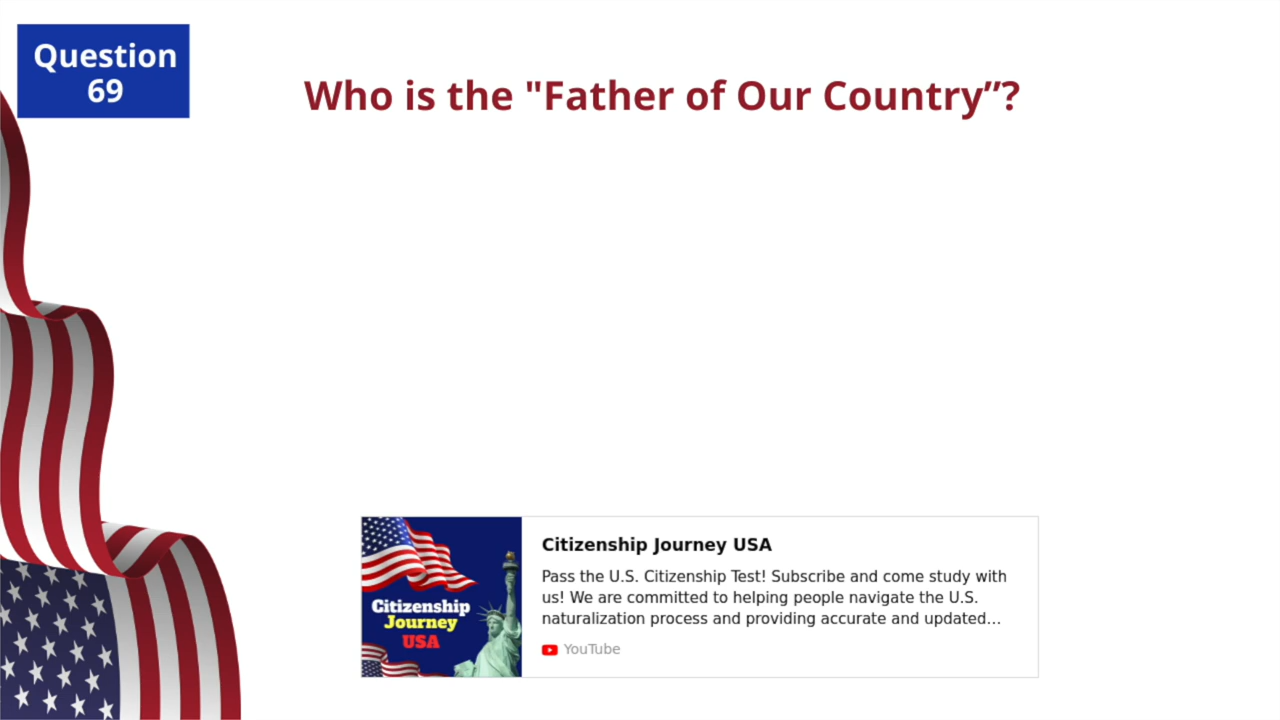 Question
69
Who is the "Father of Our Country”?
Citizenship
Journey
USA
Citizenship Journey USA
Pass the U.S. Citizenship Test! Subscribe and come study with
us! We are committed to helping people navigate the U.S.
naturalization process and providing accurate and updated...
YouTube